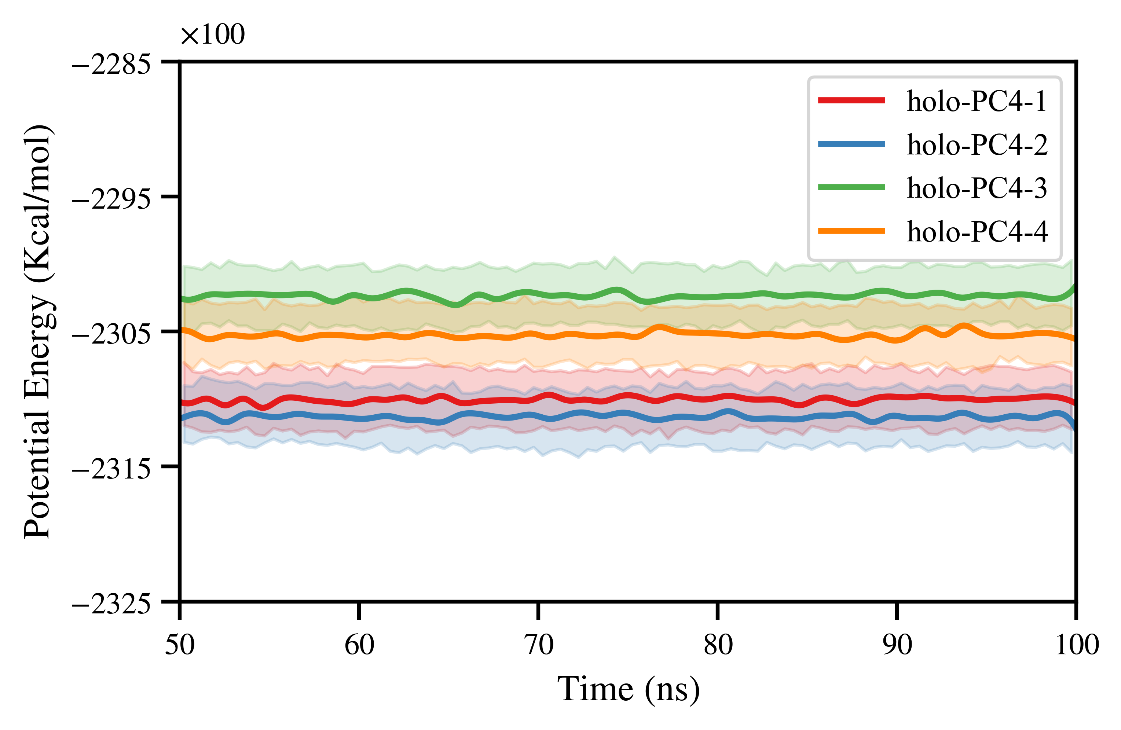 ×100
−2285
−2295
−2305
−2315
−2325
Potential Energy (Kcal/mol)
holo-PC4-1
holo-PC4-2
holo-PC4-3
holo-PC4-4
50 60 70 80 90 100
Time (ns)